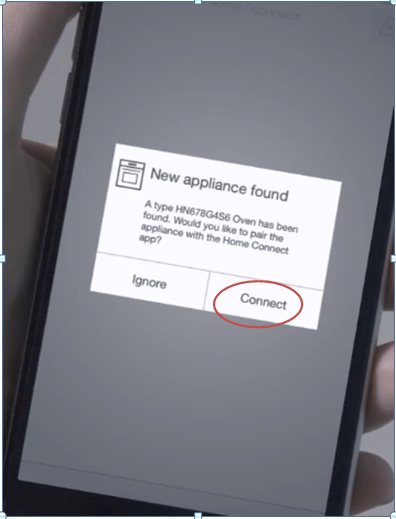 home connect
New appliance found
A type HN678G4S6 Oven has been
found. Would you like to pair the
appliance with the Home Connect
app?
Ignore
Connect